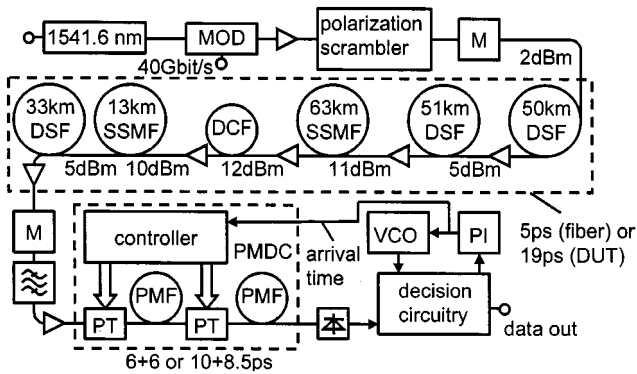 1541.6 nm
MOD
40Gbit/s
polarization
scrambler
M
2dBm
33km
DSF
13km
SSMF
DCF
63km
SSMF
51km
DSF
50km
DSF
5dBm
10dBm
12dBm
11dBm
5dBm
M
controller
PMDC
arrival
time
VCO
PI
5ps (fiber) or
19ps (DUT)
PMF
PMF
PT
PT
decision
circuitry
data out
6+6 or 10+8.5ps